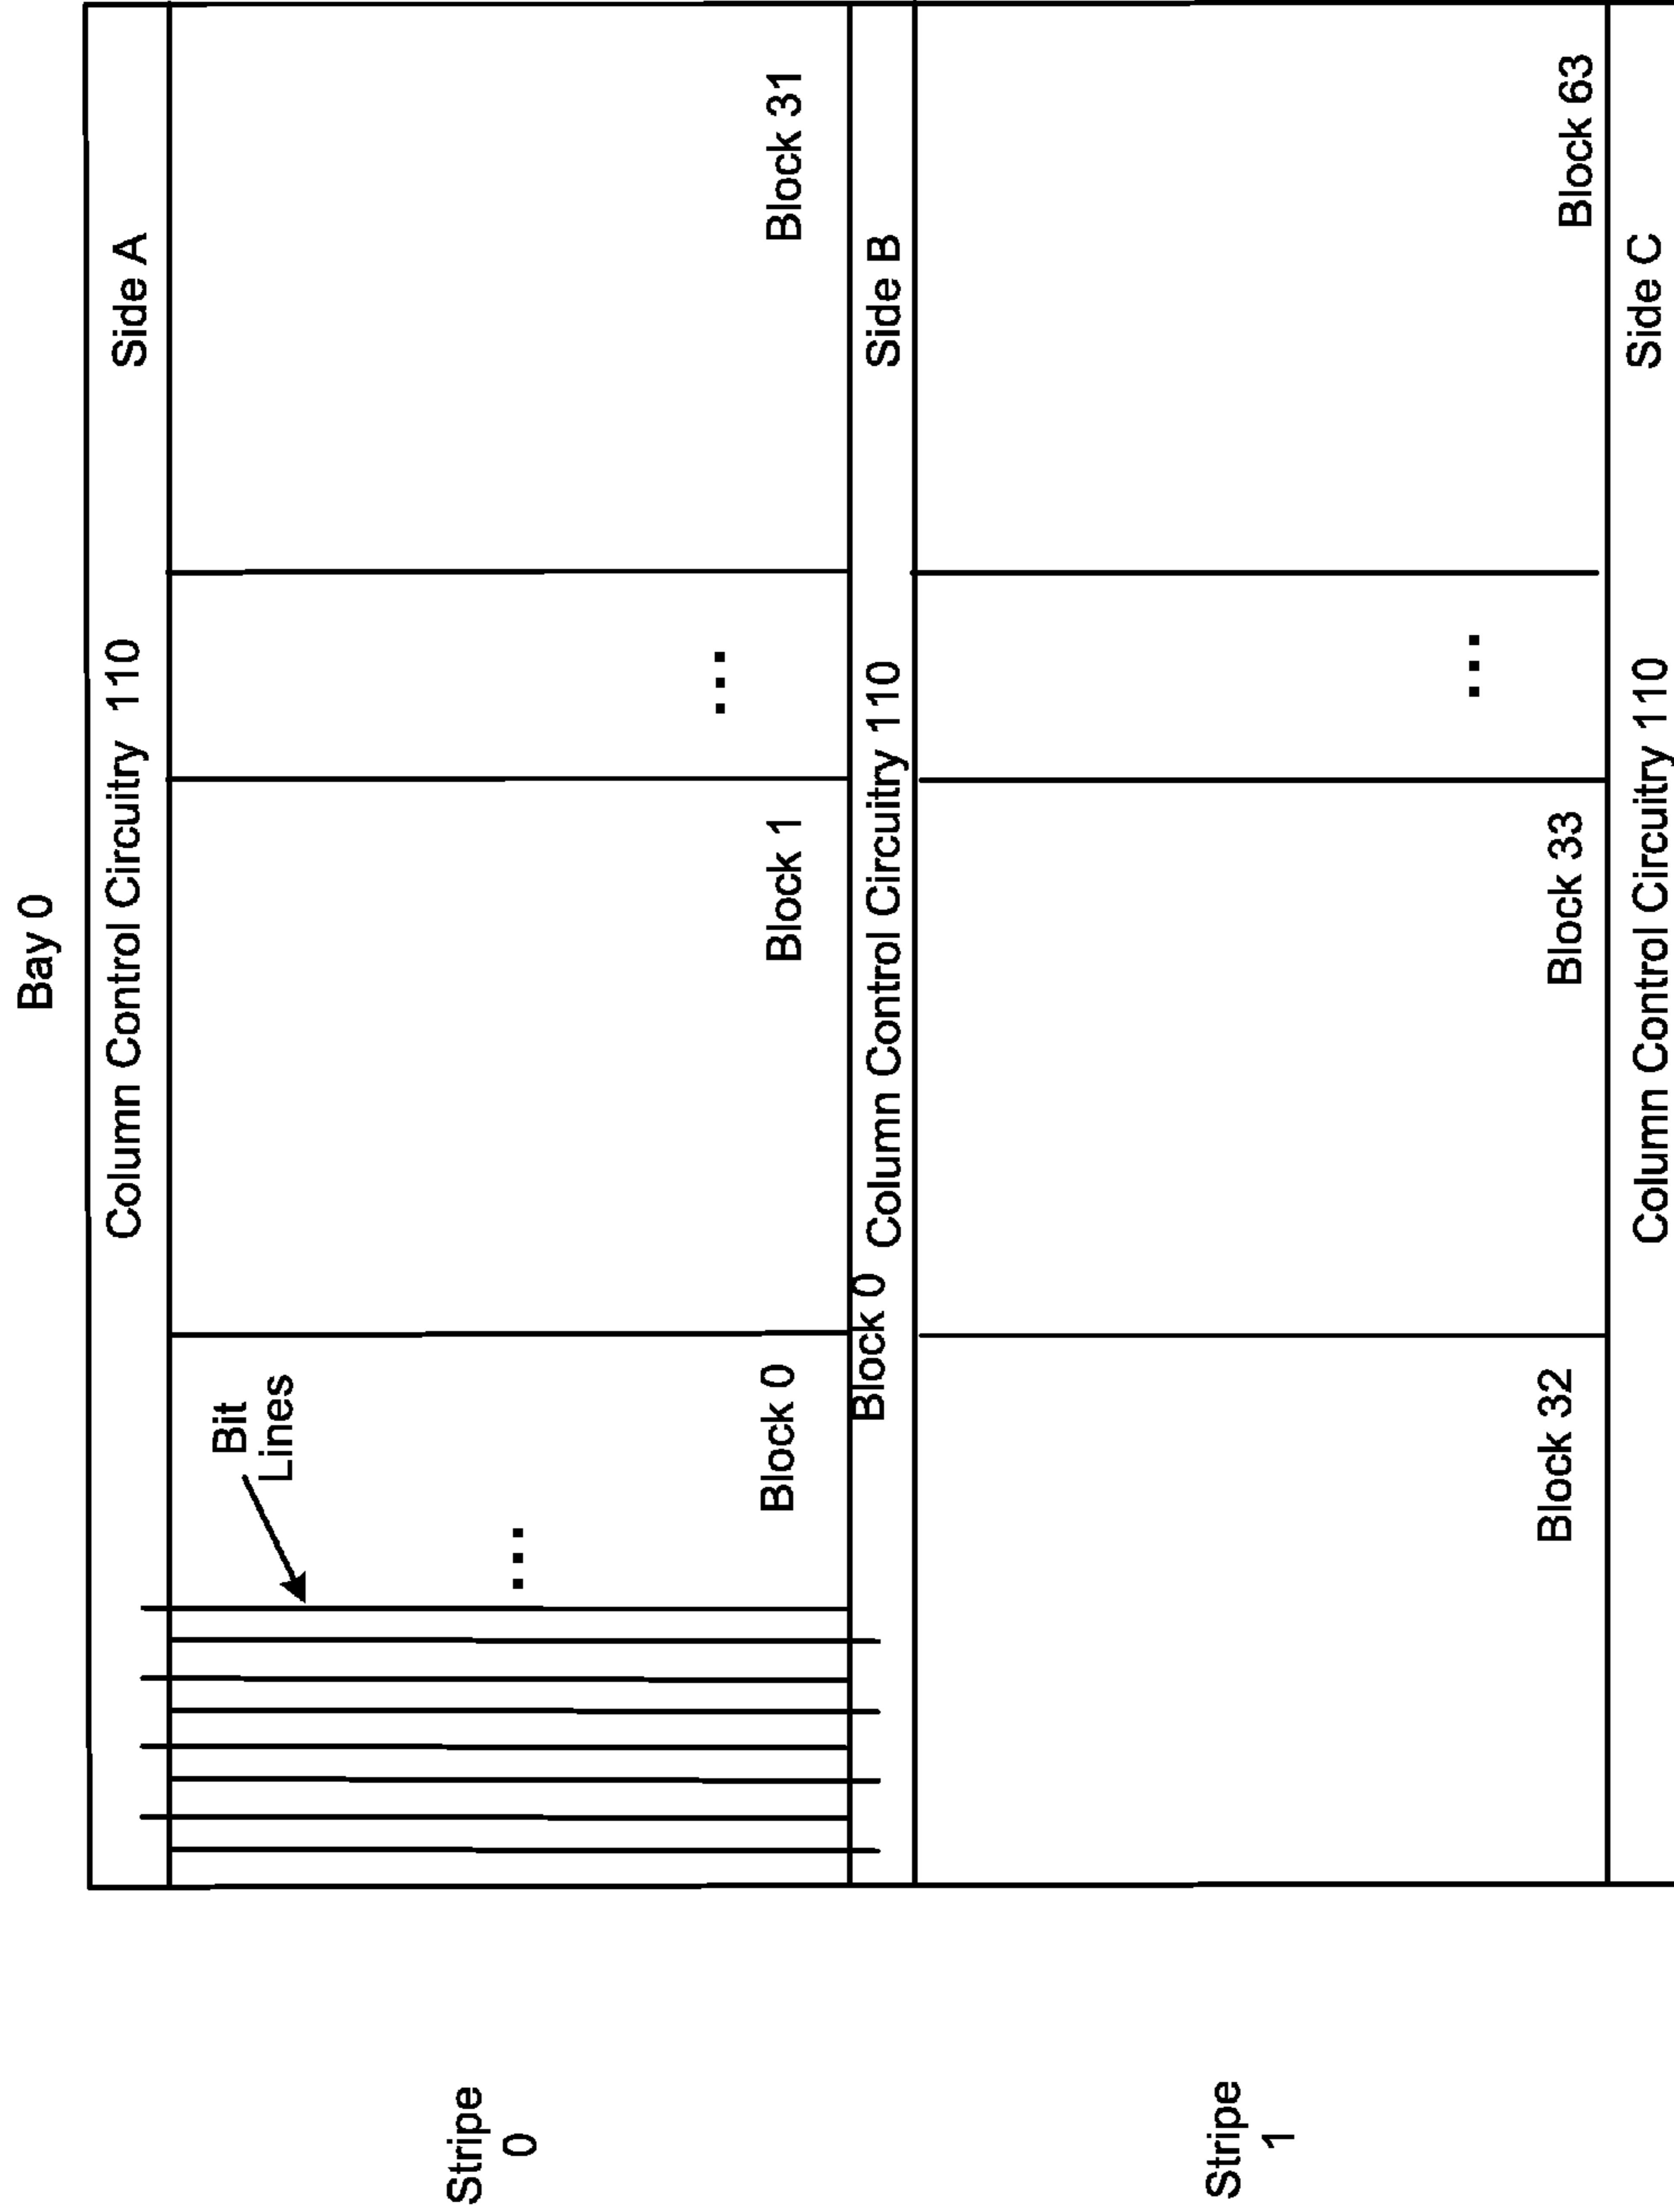 Bay 0
Column Control Circuitry 110
Side A
Bit
Lines
...
...
Stripe
0
Block 0
Block 1
Block 31
Block 0
Column Control Circuitry 110
Side B
...
Stripe
1
Block 32
Block 33
Block 63
Column Control Circuitry 110
Side C